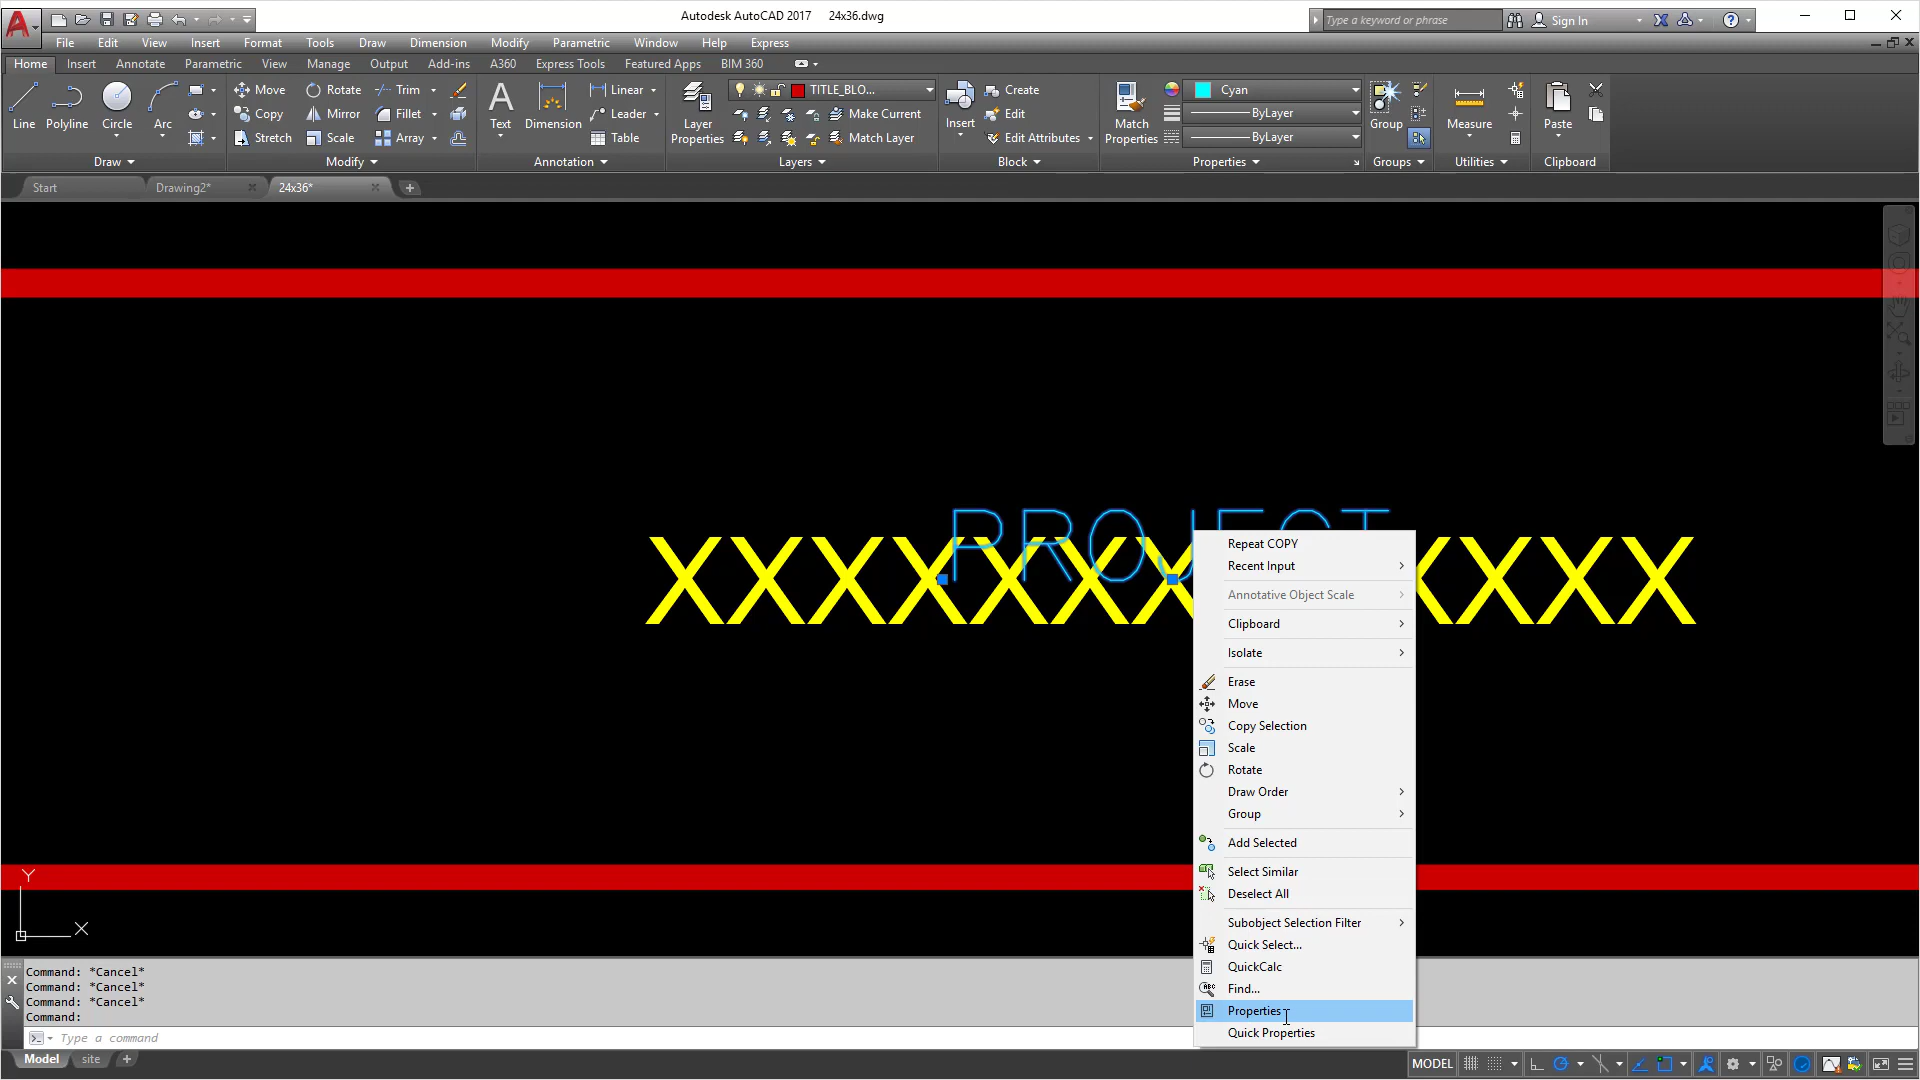 Autodesk AutoCAD 2017 24x36.dwg
Type a keyword or phrase
Sign In
File Edit View Insert Format Tools Draw Dimension Modify Parametric Window Help Express
Home Insert Annotate Parametric View Manage Output Add-ins A360 Express Tools Featured Apps BIM 360
Move Rotate Trim Linear TITLE_BLO... Create Cyan
Copy Mirror Fillet Leader Make Current Edit ByLayer
Line Polyline Circle Arc Text Dimension Layer Properties Insert Match Properties Group Measure Paste
Stretch Scale Array Table Match Layer Edit Attributes ByLayer
Draw Modify Annotation Layers Block Properties Groups Utilities Clipboard
Start Drawing2* 24x36*
PROJECT
XXXXXXX XXXX
Repeat COPY
Recent Input
Annotative Object Scale
Clipboard
Isolate
Erase
Move
Copy Selection
Scale
Rotate
Draw Order
Group
Add Selected
Select Similar
Deselect All
Subobject Selection Filter
Quick Select...
QuickCalc
Find...
Properties
Quick Properties
Y
X
Command: *Cancel*
Command: *Cancel*
Command: *Cancel*
Command:
Type a command
Model site
MODEL